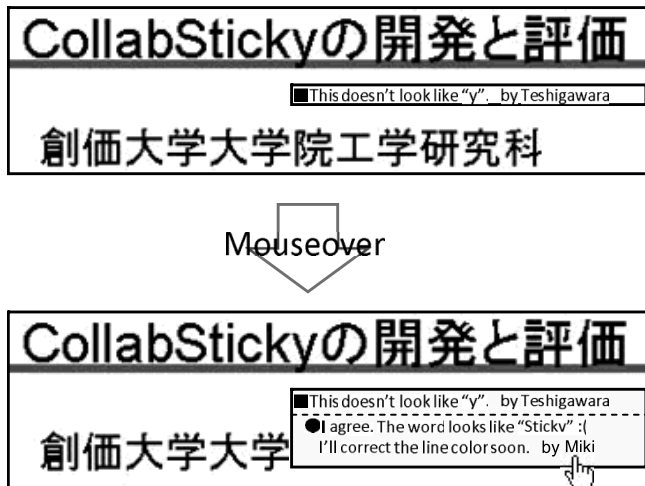 CollabStickyの開発と評価
■This doesn't look like “y”. by Teshigawara
創価大学大学院工学研究科
Mouseover
CollabStickyの開発と評価
■This doesn't look like “y”. by Teshigawara
●I agree. The word looks like “Stickv” :(
I'll correct the line color soon. by Miki
創価大学大学